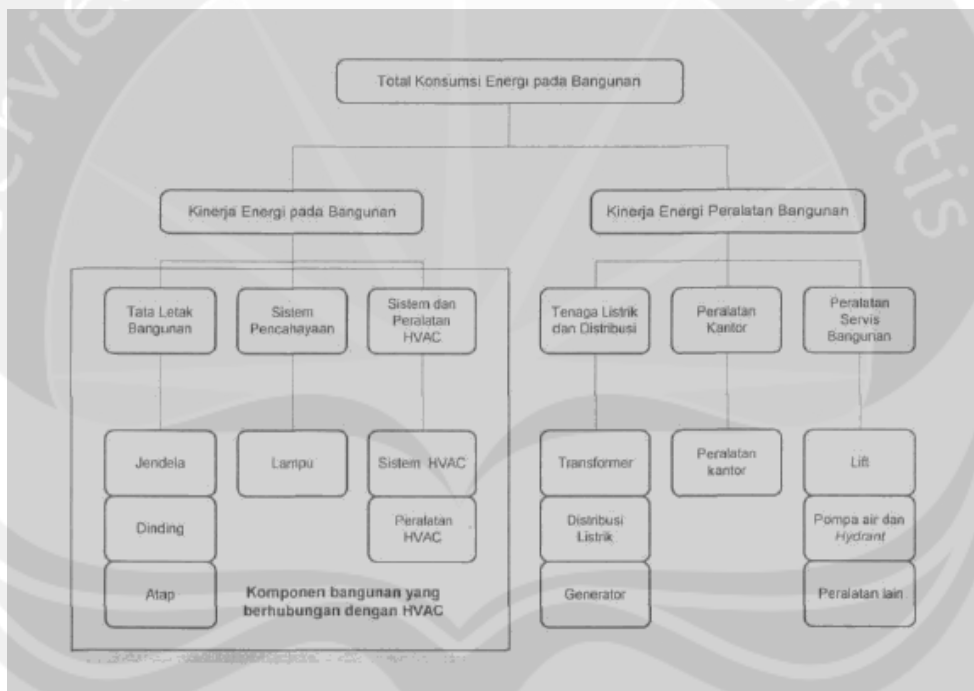 Total Konsumsi Energi pada Bangunan
Kinerja Energi pada Bangunan
Kinerja Energi Peralatan Bangunan
Tata Letak
Bangunan
Sistem
Pencahayaan
Sistem dan
Peralatan
HVAC
Tenaga Listrik
dan Distribusi
Peralatan
Kantor
Peralatan
Servis
Bangunan
Jendela
Lampu
Sistem HVAC
Transformer
Peralatan
kantor
Lift
Dinding
Peralatan
HVAC
Distribusi
Listrik
Pompa air dan
Hydrant
Atap
Komponen bangunan yang
berhubungan dengan HVAC
Generator
Peralatan lain